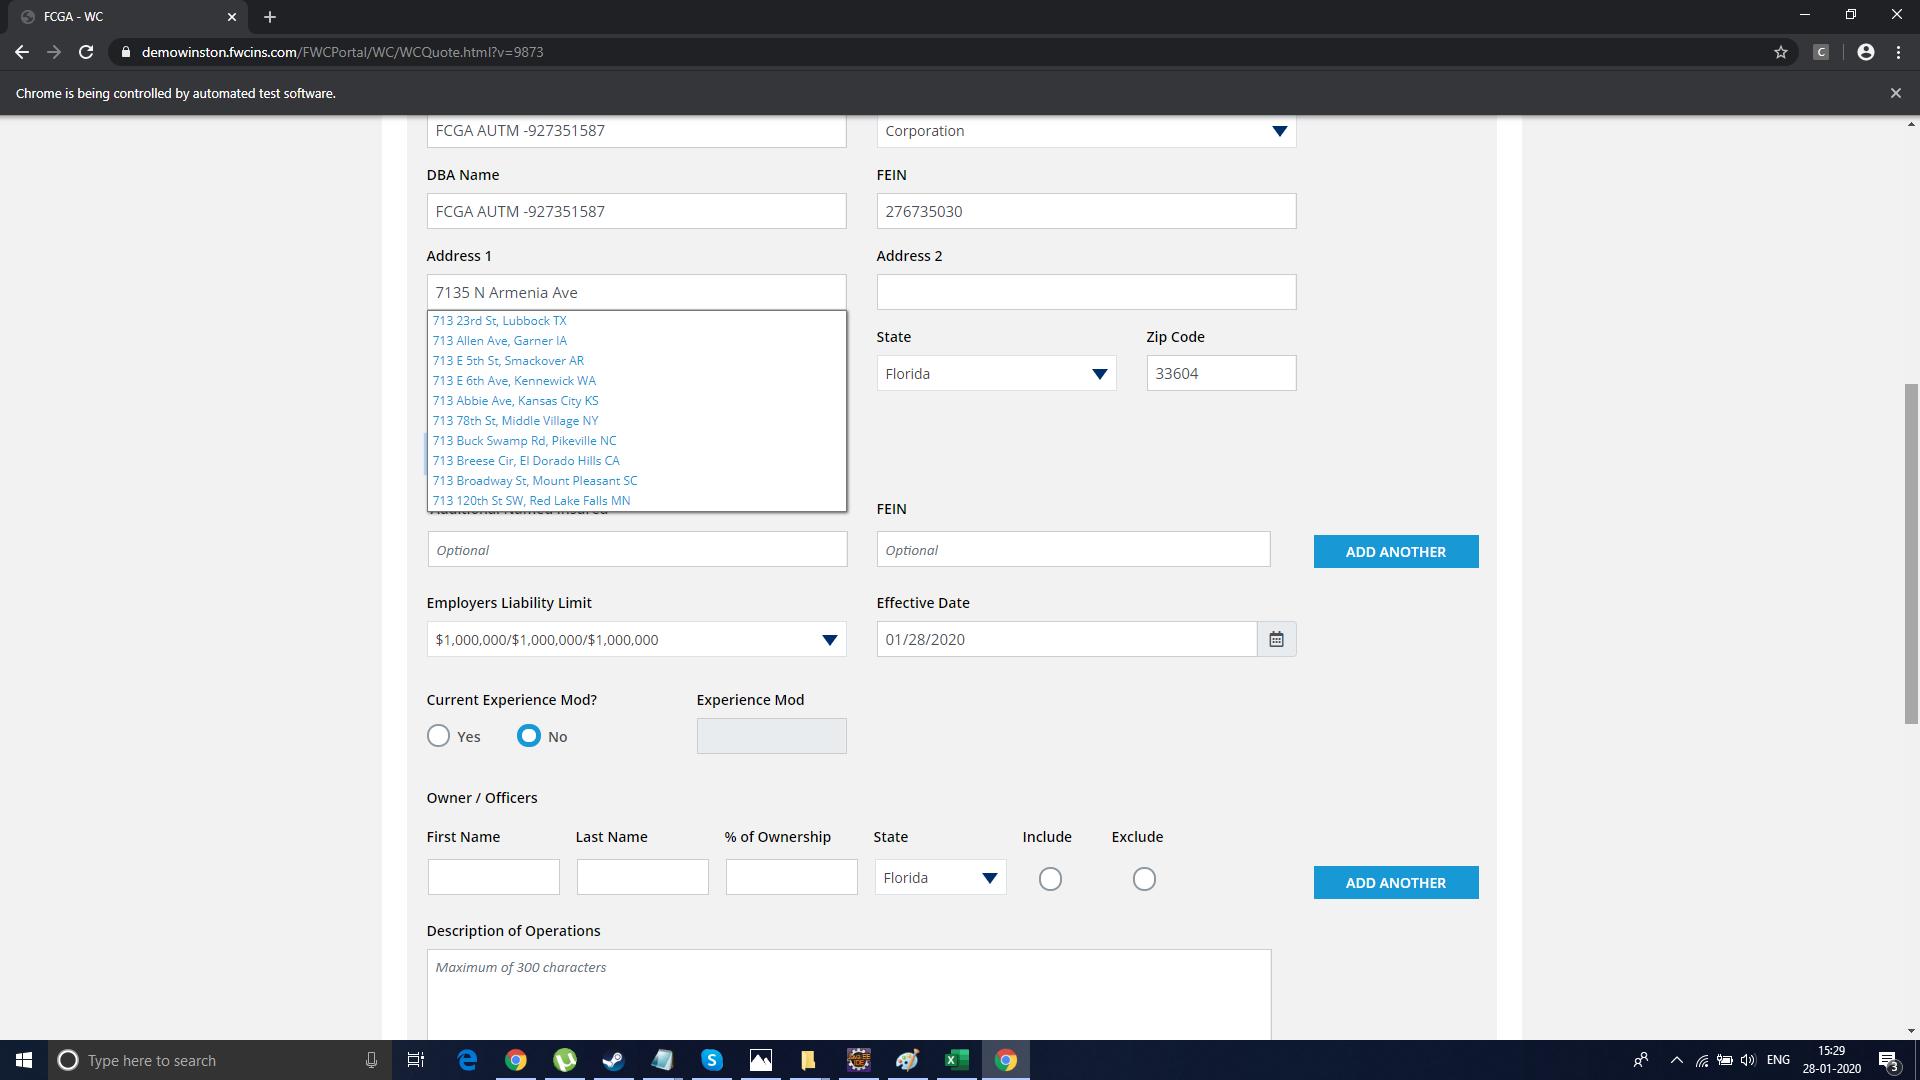 FCGA - WC
demowinston.fwcins.com/FWCPortal/WC/WCQuote.html?v=9873
C
Chrome is being controlled by automated test software.
FCGA AUTM -927351587
Corporation
DBA Name
FEIN
FCGA AUTM -927351587
276735030
Address 1
Address 2
7135 N Armenia Ave
713 23rd St, Lubbock TX
713 Allen Ave, Garner IA
713 E 5th St, Smackover AR
713 E 6th Ave, Kennewick WA
713 Abbie Ave, Kansas City KS
713 78th St, Middle Village NY
713 Buck Swamp Rd, Pikeville NC
713 Breese Cir, El Dorado Hills CA
713 Broadway St, Mount Pleasant SC
713 120th St SW, Red Lake Falls MN
State
Zip Code
Florida
33604
Additional Named Insured
FEIN
Optional
Optional
ADD ANOTHER
Employers Liability Limit
Effective Date
$1,000,000/$1,000,000/$1,000,000
01/28/2020
Current Experience Mod?
Experience Mod
Yes
No
Owner / Officers
First Name
Last Name
% of Ownership
State
Include
Exclude
Florida
ADD ANOTHER
Description of Operations
Maximum of 300 characters
Type here to search
ENG
15:29
28-01-2020
3